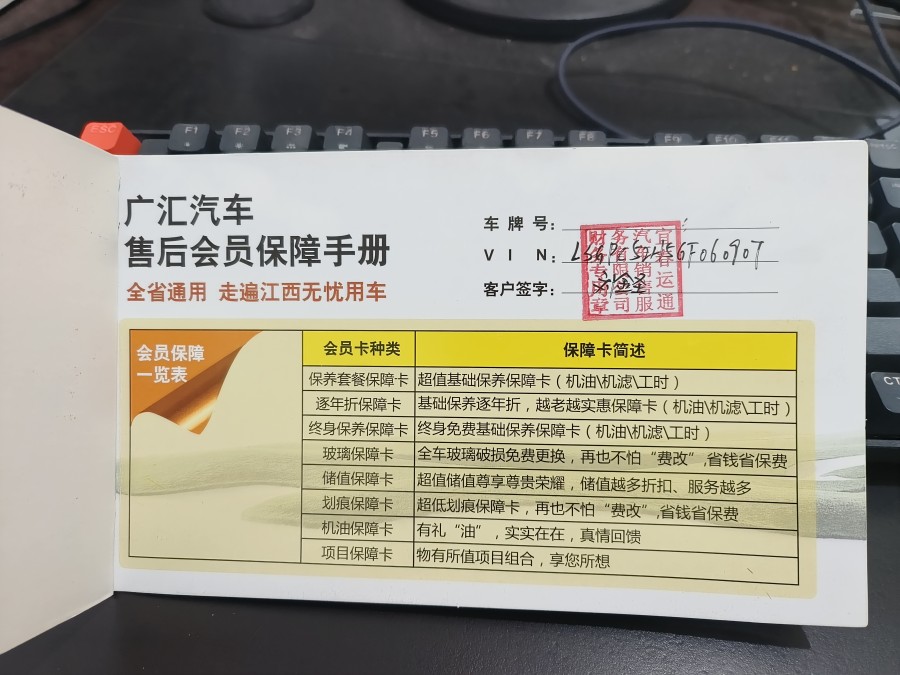 ESC F1 F2 F3 F4 F5 F6 F7 F8 F9 F10 F11
广汇汽车
售后会员保障手册
全省通用 走遍江西无忧用车
车牌号：
VIN：
客户签字：
会员保障
一览表
会员卡种类 保障卡简述
保养套餐保障卡 超值基础保养保障卡（机油\机滤\工时）
逐年折保障卡 基础保养逐年折，越老越实惠保障卡（机油\机滤\工时）
终身保养保障卡 终身免费基础保养保障卡（机油\机滤\工时）
玻璃保障卡 全车玻璃破损免费更换，再也不怕“费改”,省钱省保费
储值保障卡 超值储值尊享尊贵荣耀，储值越多折扣、服务越多
划痕保障卡 超低划痕保障卡，再也不怕“费改”,省钱省保费
机油保障卡 有礼“油”，实实在在，真情回馈
项目保障卡 物有所值项目组合，享您所想